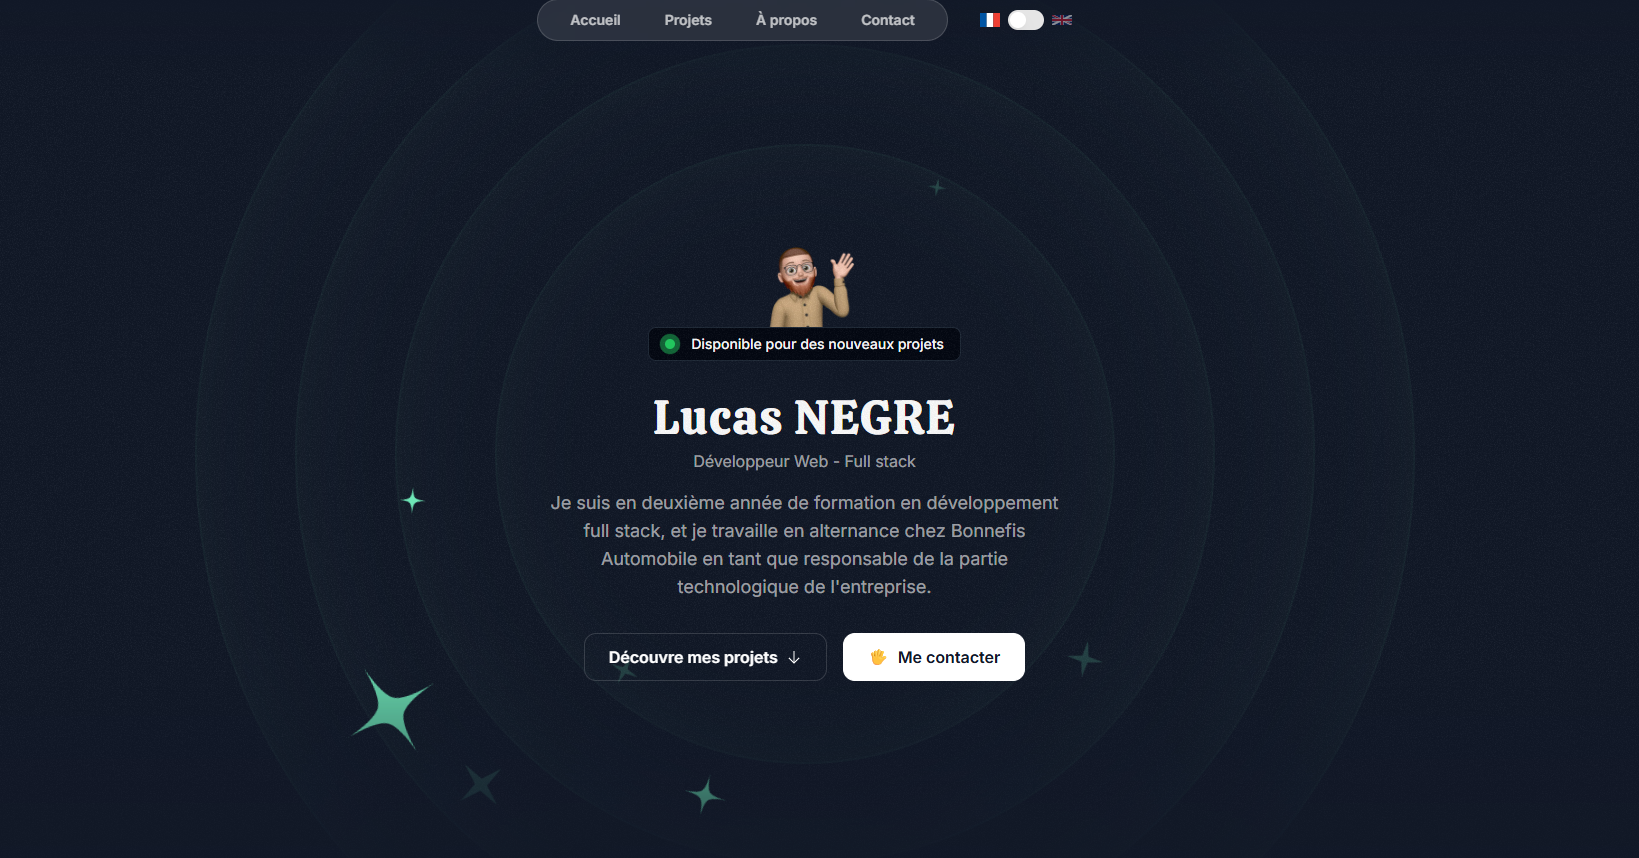 Accueil Projets À propos Contact
Disponible pour des nouveaux projets
Lucas NEGRE
Développeur Web - Full stack
Je suis en deuxième année de formation en développement
full stack, et je travaille en alternance chez Bonnefis
Automobile en tant que responsable de la partie
technologique de l'entreprise.
Découvre mes projets ↓ Me contacter